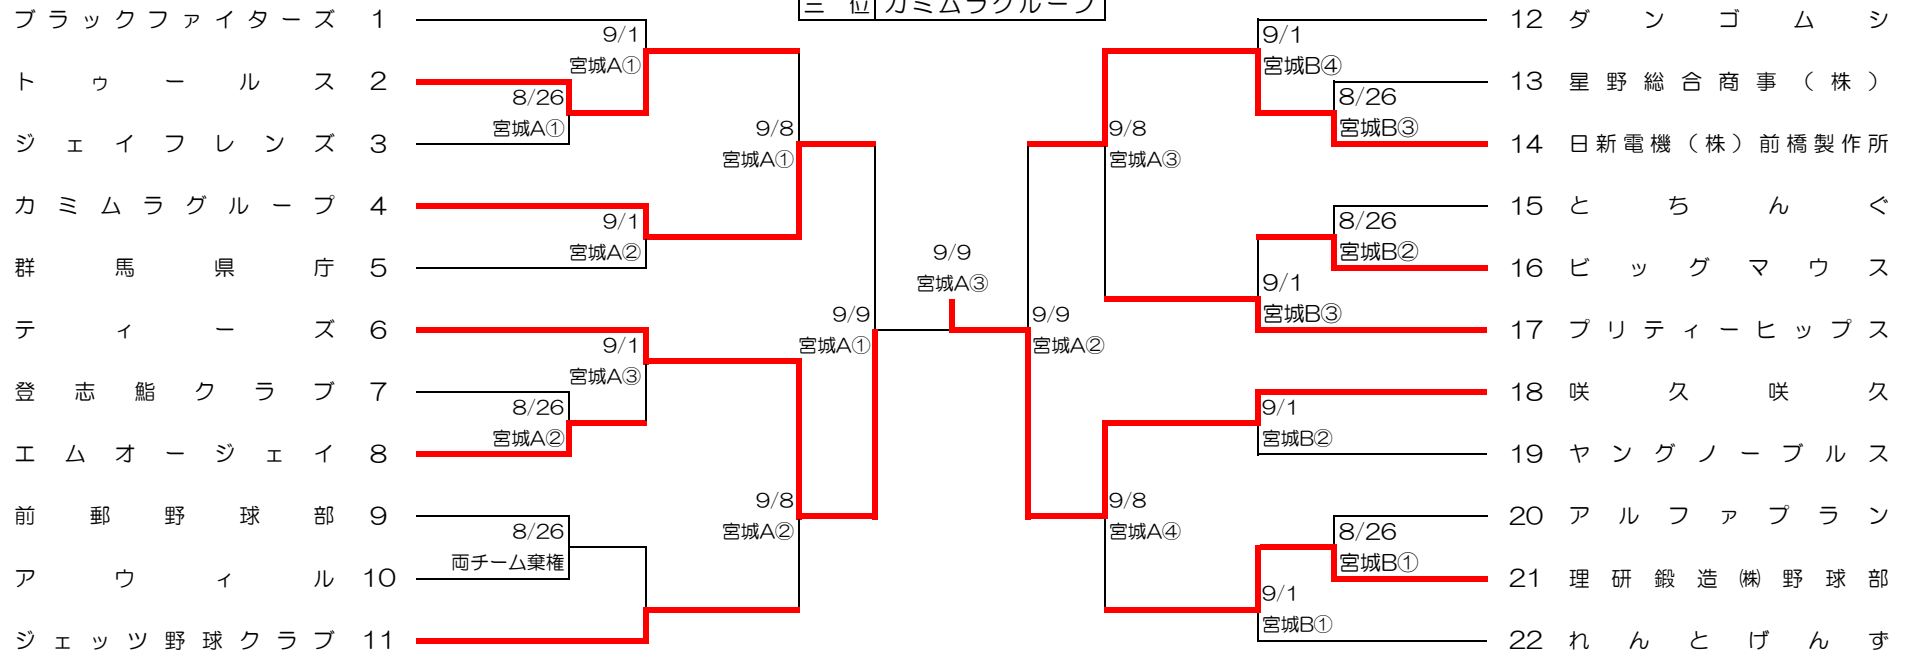 三位 カミムラグループ
ブラックファイターズ 1
9/1
宮城A①
トゥールス 2
8/26
宮城A①
ジェイフレンズ 3
9/8
宮城A①
カミムラグループ 4
9/1
宮城A②
群馬県庁 5
ティーズ 6
9/1
宮城A③
登志鮨クラブ 7
8/26
宮城A②
エムオージェイ 8
9/8
宮城A②
前郵野球部 9
8/26
両チーム棄権
アウィル 10
ジェッツ野球クラブ 11
9/9
宮城A①
9/9
宮城A③
9/9
宮城A②
12 ダンゴムシ
9/1
宮城B④
13 星野総合商事(株)
8/26
宮城B③
14 日新電機(株)前橋製作所
9/8
宮城A③
15 とちんぐ
8/26
宮城B②
16 ビッグマウス
9/1
宮城B③
17 プリティーヒップス
18 咲久咲久
9/1
宮城B②
19 ヤングノーブルス
9/8
宮城A④
20 アルファプラン
8/26
宮城B①
21 理研鍛造㈱野球部
9/1
宮城B①
22 れんとげんず